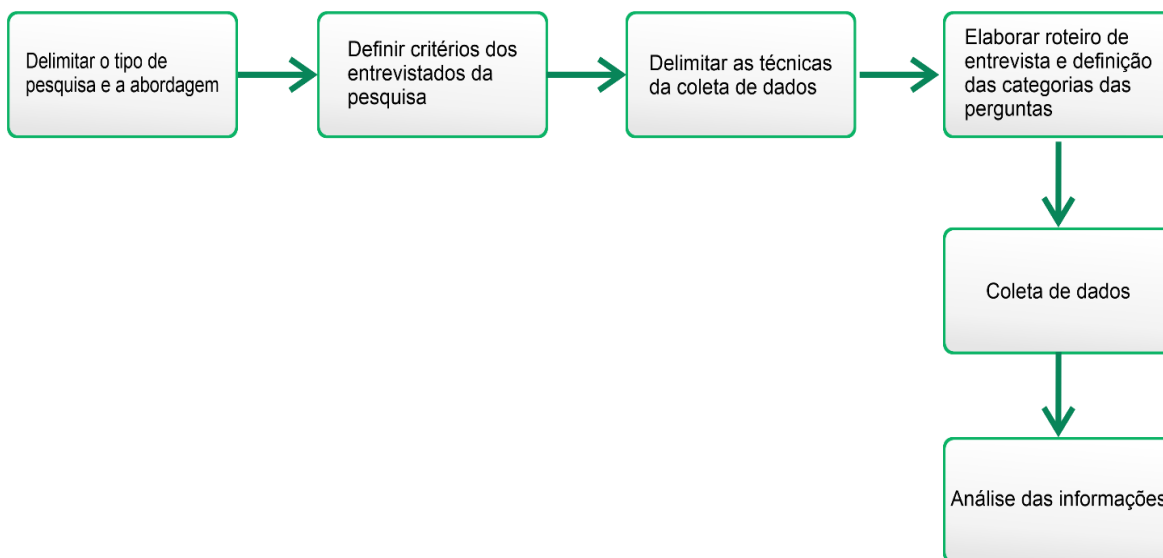 Delimitar o tipo de
pesquisa e a abordagem
Definir critérios dos
entrevistados da
pesquisa
Delimitar as técnicas
da coleta de dados
Elaborar roteiro de
entrevista e definição
das categorias das
perguntas
Coleta de dados
Análise das informações